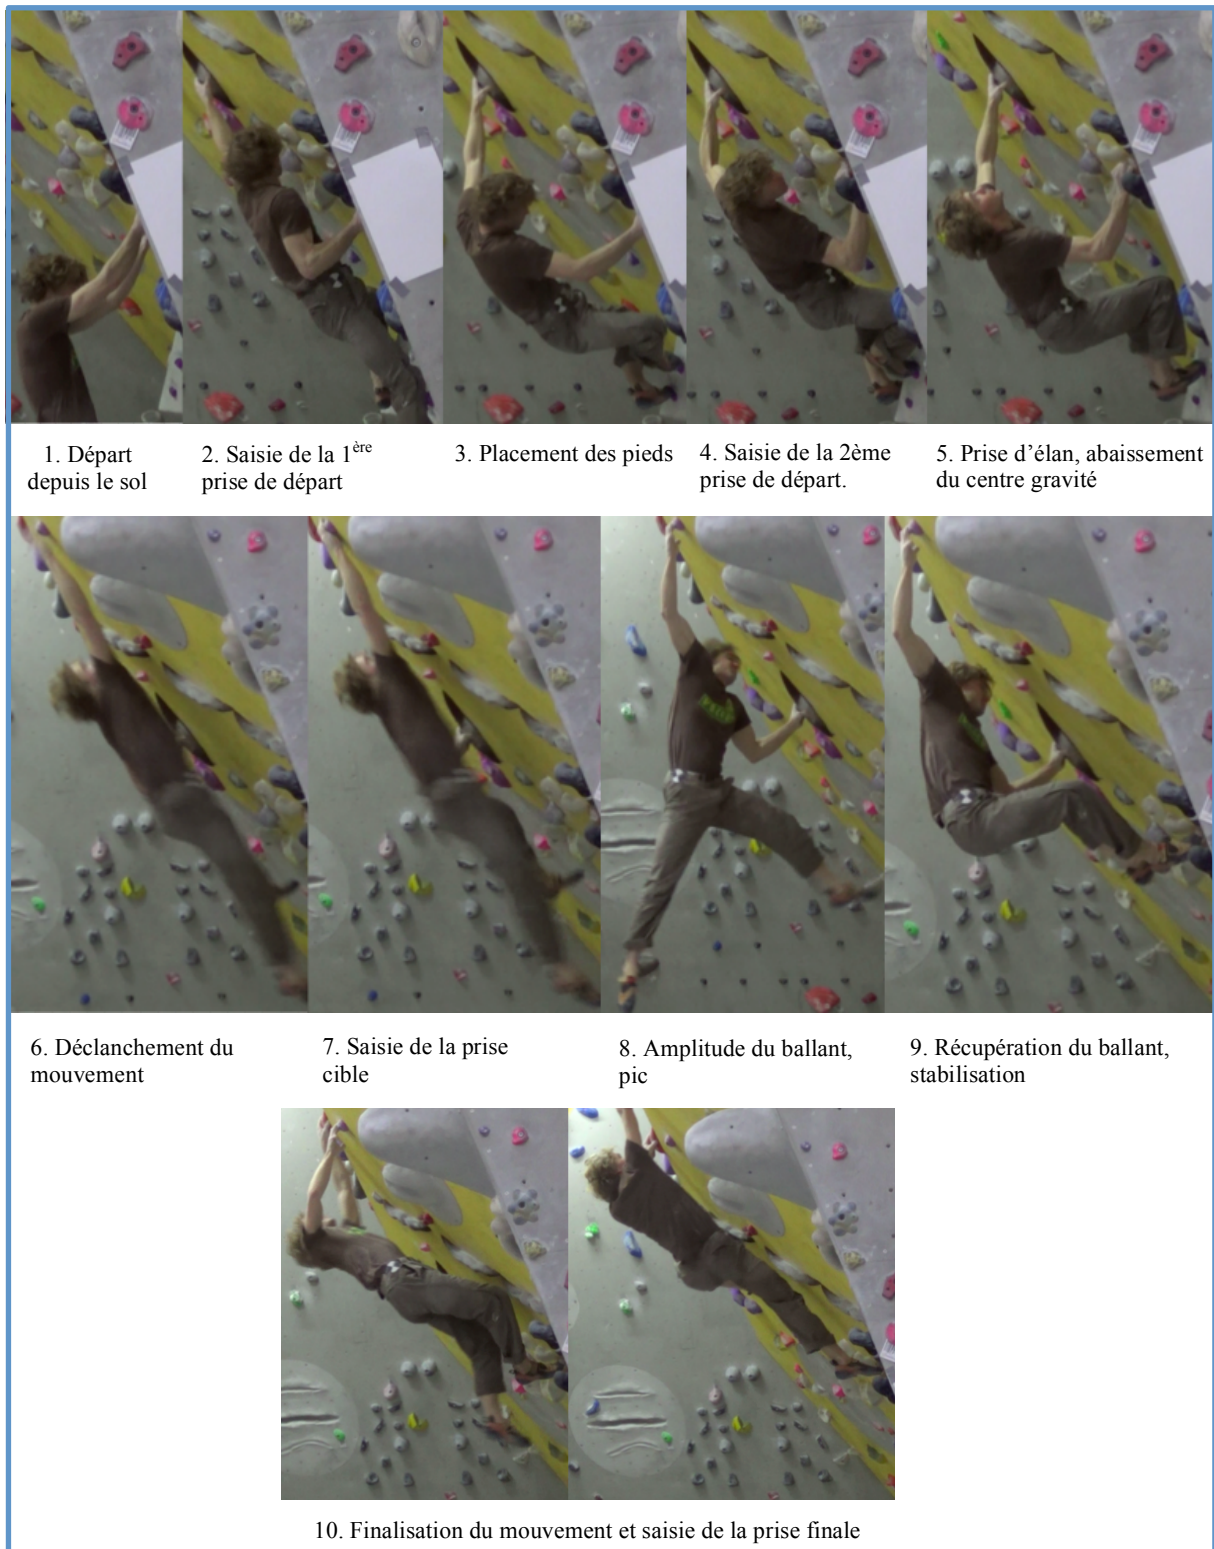 1. Départ
depuis le sol
2. Saisie de la 1ère
prise de départ
3. Placement des pieds
4. Saisie de la 2ème
prise de départ.
5. Prise d’élan, abaissement
du centre gravité
6. Déclanchement du
mouvement
7. Saisie de la prise
cible
8. Amplitude du ballant,
pic
9. Récupération du ballant,
stabilisation
10. Finalisation du mouvement et saisie de la prise finale